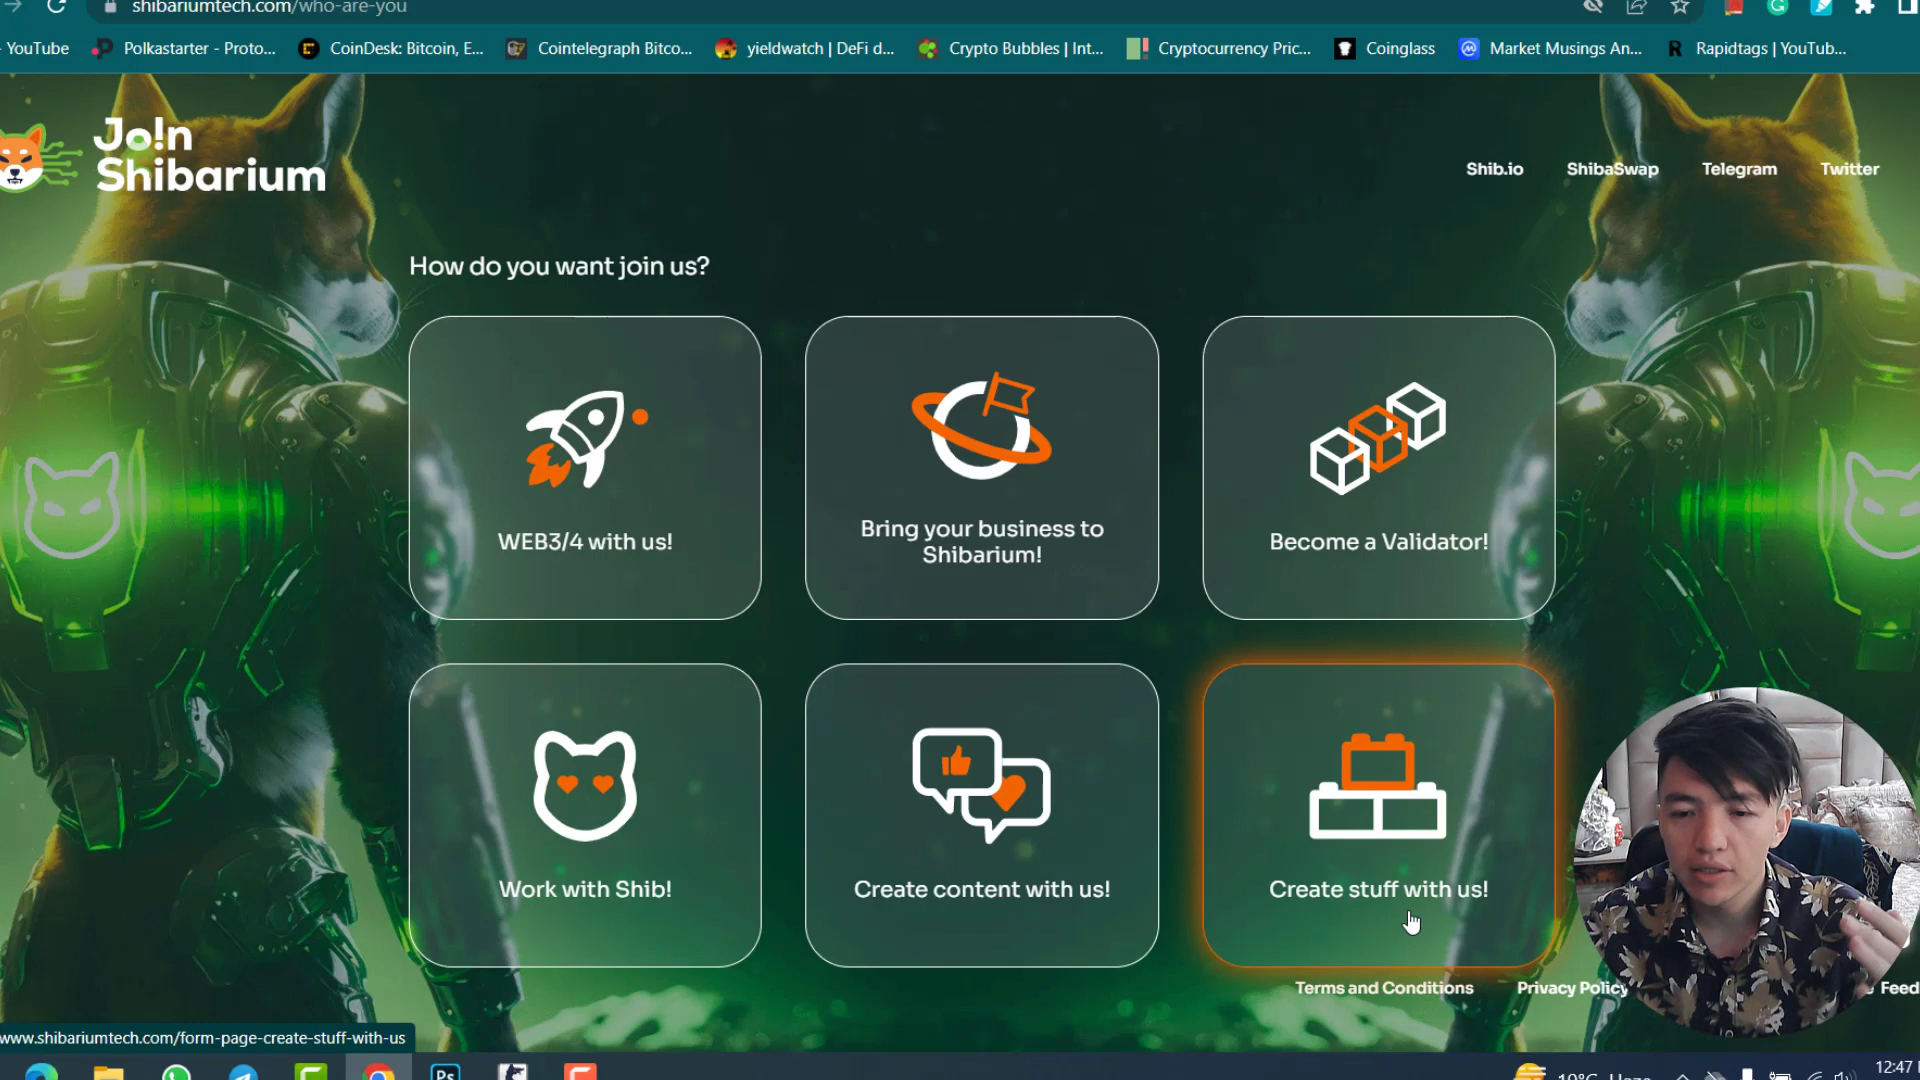 shibariumtech.com/who-are-you
YouTube
Polkastarter - Proto...
CoinDesk: Bitcoin, E...
Cointelegraph Bitco...
yieldwatch | DeFi d...
Crypto Bubbles | Int...
Cryptocurrency Pric...
Coinglass
Market Musings An...
R
Rapidtags | YouTub...
Jo!n
Shibarium
Shib.io
ShibaSwap
Telegram
Twitter
How do you want join us?
WEB3/4 with us!
Bring your business to
Shibarium!
Become a Validator!
Work with Shib!
Create content with us!
Create stuff with us!
Terms and Conditions
Privacy Policy
Feed
www.shibariumtech.com/form-page-create-stuff-with-us
Ps
12:47